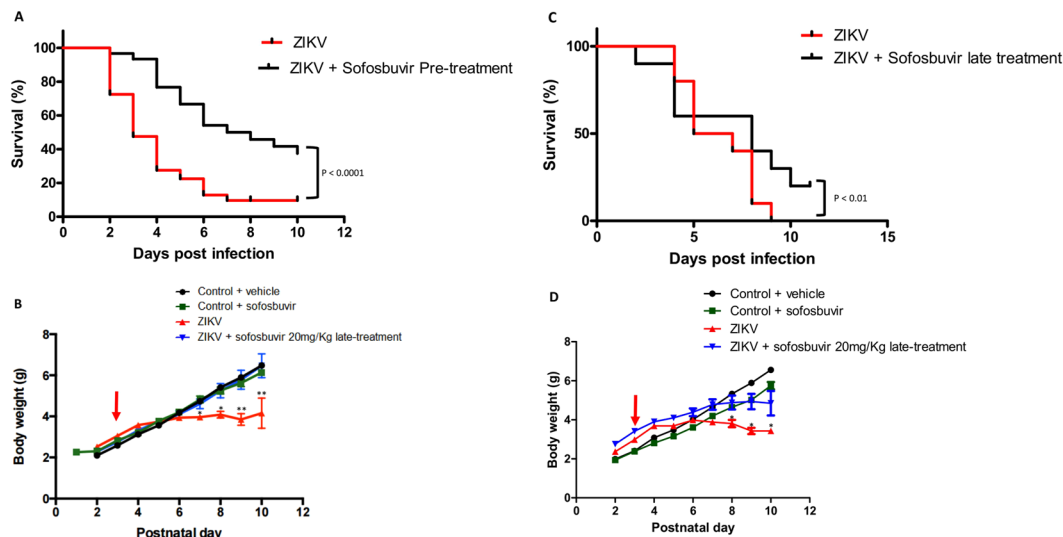 A
ZIKV
ZIKV + Sofosbuvir Pre-treatment
Survival (%)
100
80
60
40
20
0
P < 0.0001
0 2 4 6 8 10 12
Days post infection
C
ZIKV
ZIKV + Sofosbuvir late treatment
Survival (%)
100
50
0
P < 0.01
0 5 10 15
Days post infection
B
Control + vehicle
Control + sofosbuvir
ZIKV
ZIKV + sofosbuvir 20mg/Kg late-treatment
Body weight (g)
8
6
4
2
0
* * ** **
2 4 6 8 10 12
Postnatal day
D
Control + vehicle
Control + sofosbuvir
ZIKV
ZIKV + sofosbuvir 20mg/Kg late-treatment
Body weight (g)
8
6
4
2
0
* * *
0 2 4 6 8 10 12
Postnatal day